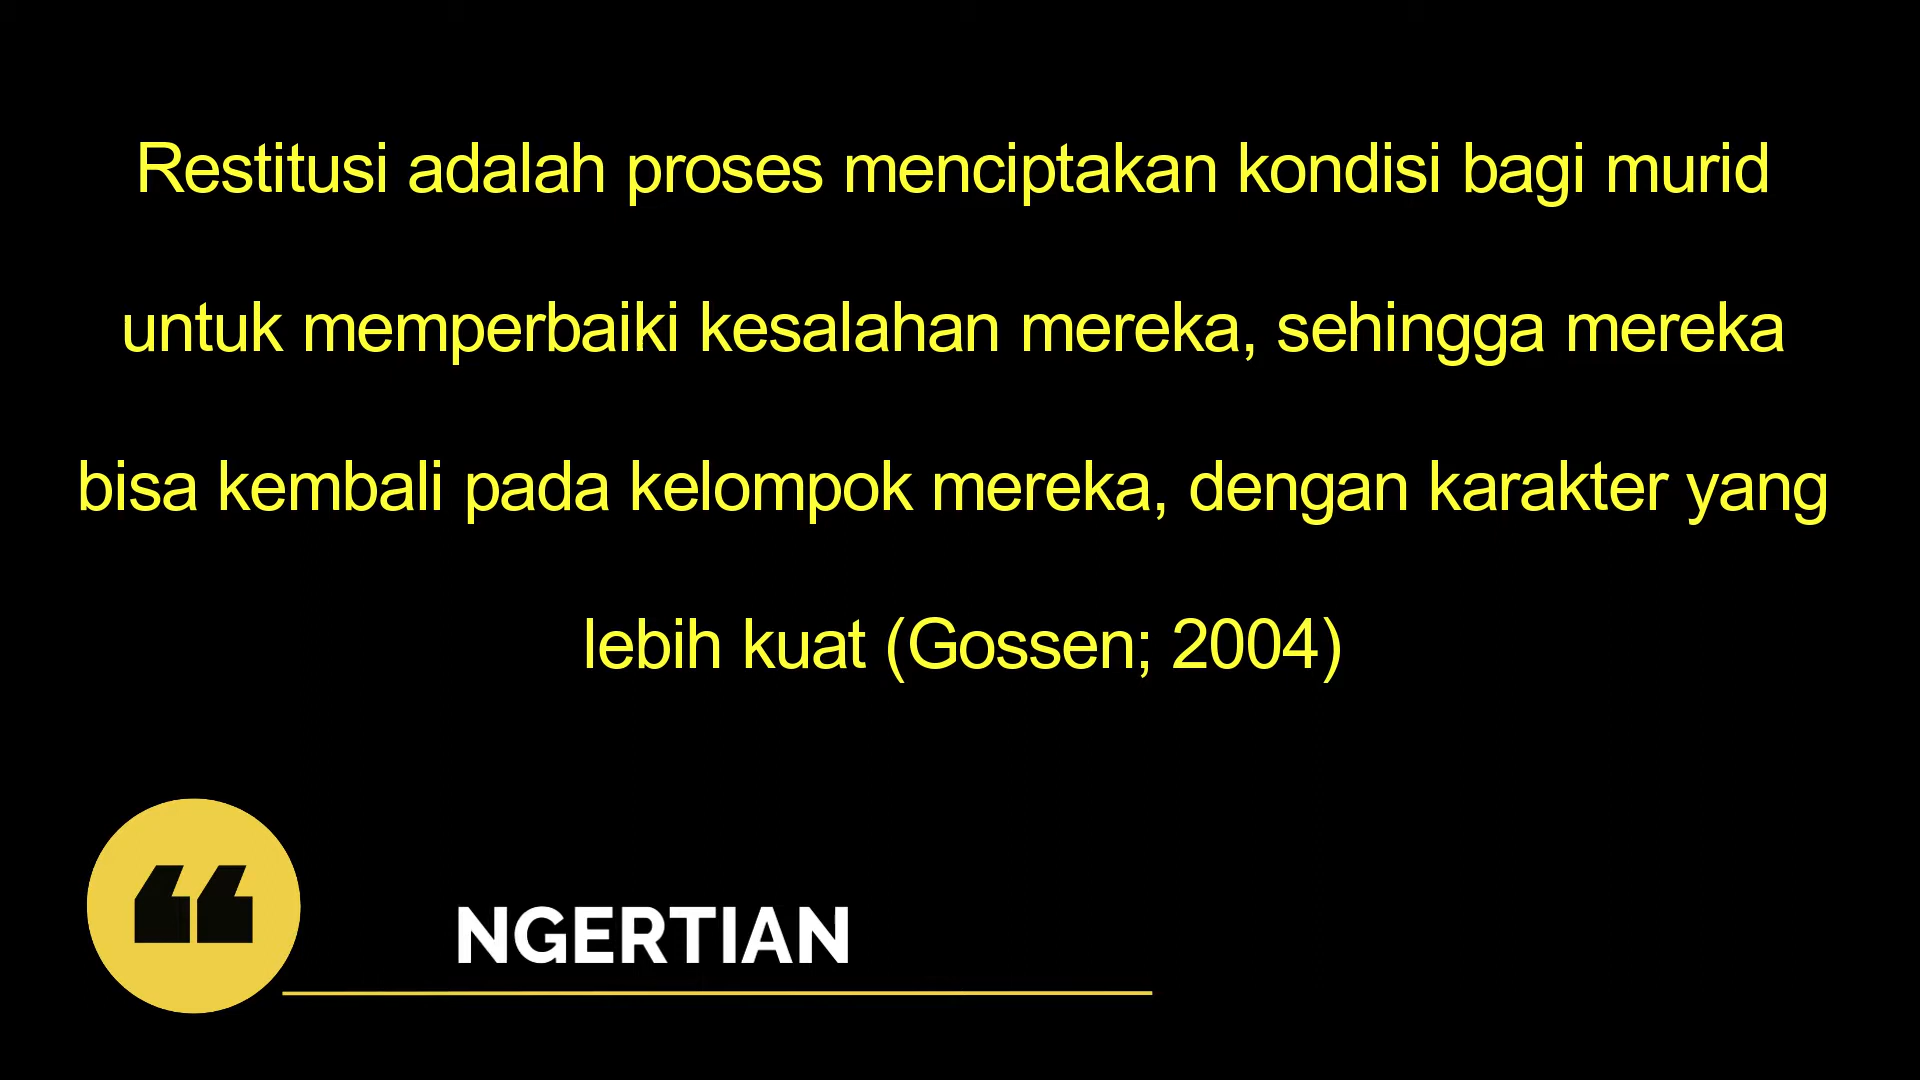 Restitusi adalah proses menciptakan kondisi bagi murid
untuk memperbaiki kesalahan mereka, sehingga mereka
bisa kembali pada kelompok mereka, dengan karakter yang
lebih kuat (Gossen; 2004)
NGERTIAN